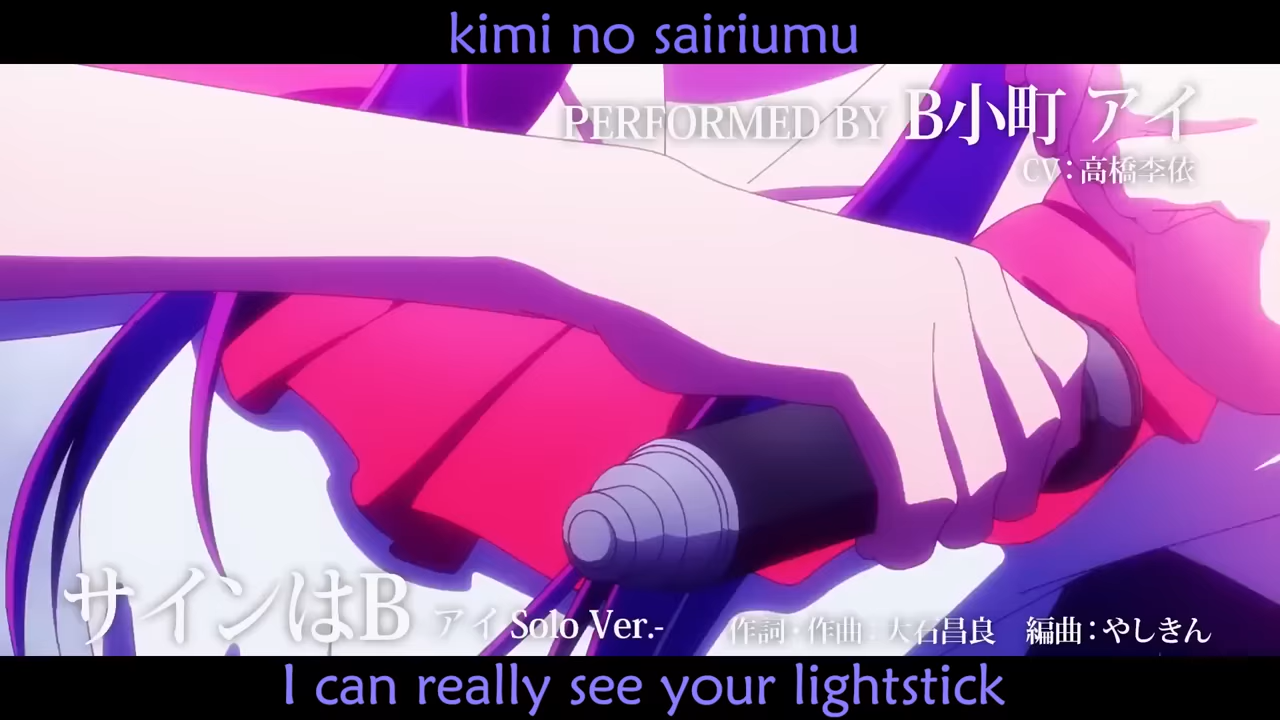 kimi no sairiumu
PERFORMED BY B小町 アイ
CV:高橋李依
サインはB アイ Solo Ver.-
作詞・作曲:大石昌良 編曲:やしきん
I can really see your lightstick